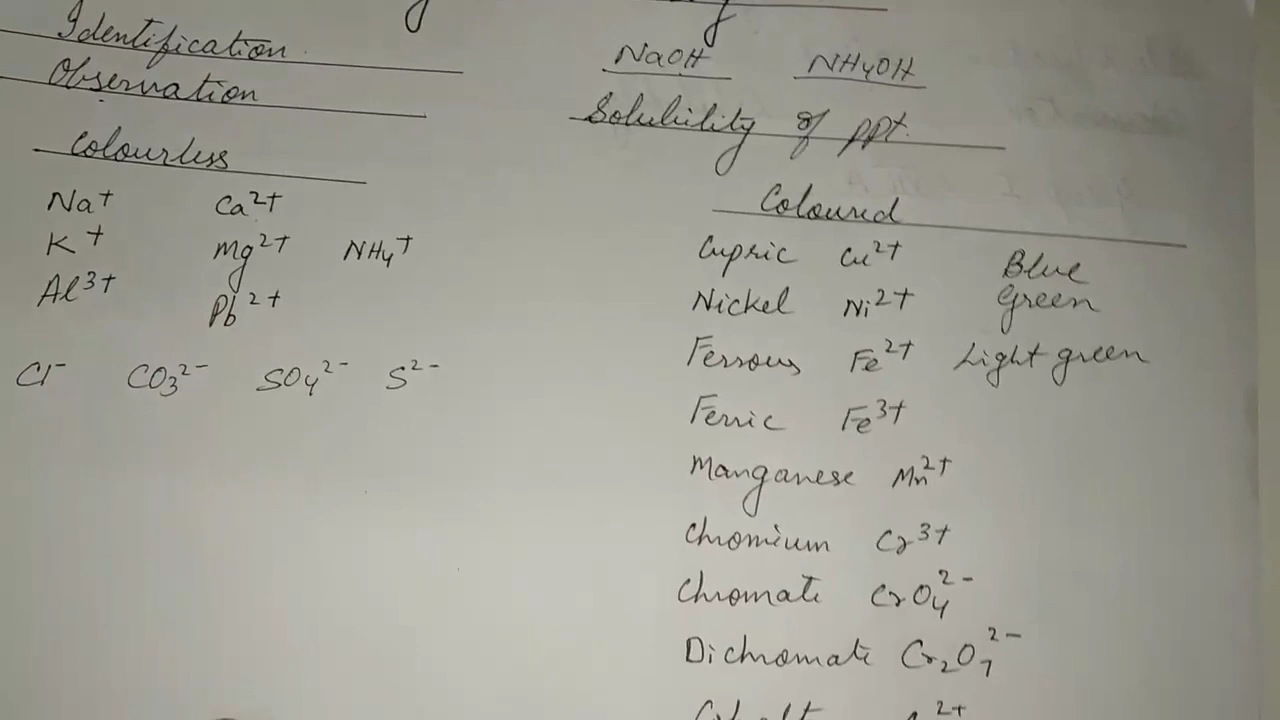 Identification
Observation
NaOH NH4OH
Solubility of ppt.
Colourless
Na+ Ca2+
K+ Mg2+ NH4+
Al3+ Pb2+
Cl- CO32- SO42- S2-
Coloured
Cupric Cu2+ Blue
Nickel Ni2+ Green
Ferrous Fe2+ Light green
Ferric Fe3+
Manganese Mn2+
Chromium Cr3+
Chromate CrO42-
Dichromate Cr2O72-
2+